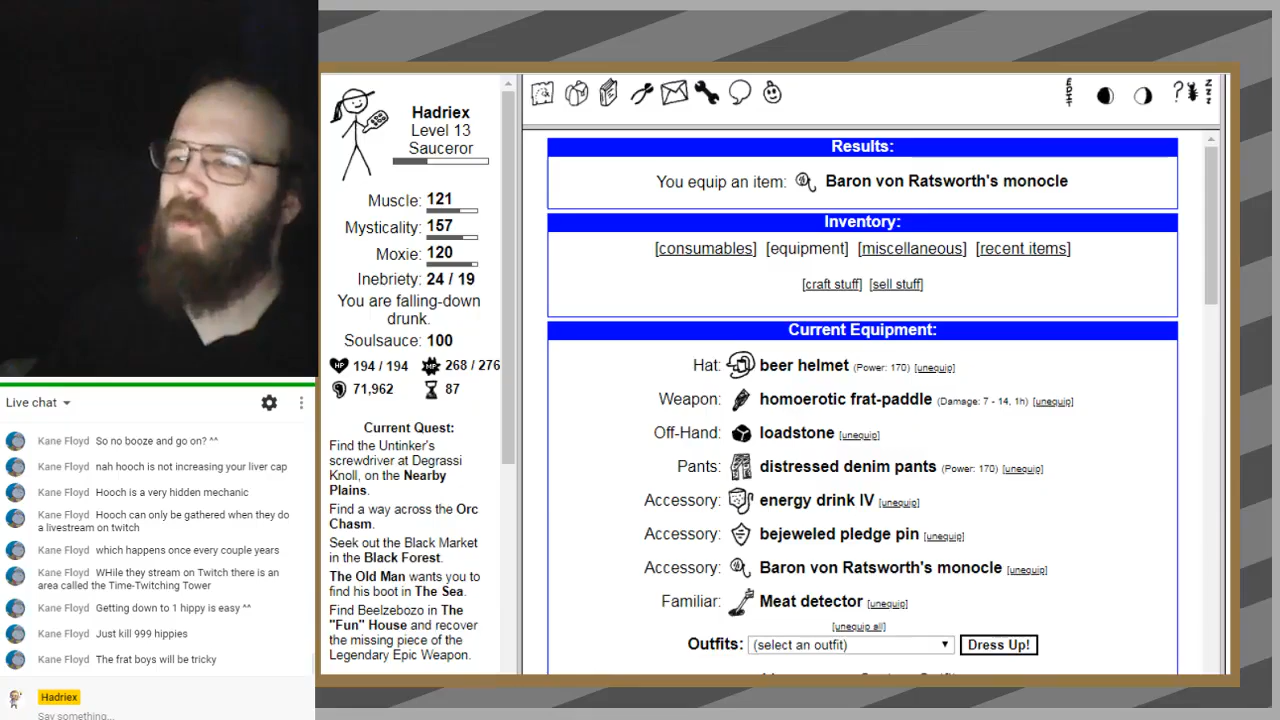 Live chat
Kane Floyd So no booze and go on? ^^
Kane Floyd nah hooch is not increasing your liver cap
Kane Floyd Hooch is a very hidden mechanic
Kane Floyd Hooch can only be gathered when they do
a livestream on twitch
Kane Floyd which happens once every couple years
Kane Floyd WHile they stream on Twitch there is an
area called the Time-Twitching Tower
Kane Floyd Getting down to 1 hippy is easy ^^
Kane Floyd Just kill 999 hippies
Kane Floyd The frat boys will be tricky
Hadriex
Say something...
Hadriex
Level 13
Sauceror
Muscle: 121
Mysticality: 157
Moxie: 120
Inebriety: 24 / 19
You are falling-down
drunk.
Soulsauce: 100
HP 194 / 194 MP 268 / 276
71,962 87
Current Quest:
Find the Untinker's
screwdriver at Degrassi
Knoll, on the Nearby
Plains.
Find a way across the Orc
Chasm.
Seek out the Black Market
in the Black Forest.
The Old Man wants you to
find his boot in The Sea.
Find Beelzebozo in The
"Fun" House and recover
the missing piece of the
Legendary Epic Weapon.
EDIT ? ZZZ
Results:
You equip an item: Baron von Ratsworth's monocle
Inventory:
[consumables] [equipment] [miscellaneous] [recent items]
[craft stuff] [sell stuff]
Current Equipment:
Hat: beer helmet (Power: 170) [unequip]
Weapon: homoerotic frat-paddle (Damage: 7 - 14, 1h) [unequip]
Off-Hand: loadstone [unequip]
Pants: distressed denim pants (Power: 170) [unequip]
Accessory: energy drink IV [unequip]
Accessory: bejeweled pledge pin [unequip]
Accessory: Baron von Ratsworth's monocle [unequip]
Familiar: Meat detector [unequip]
[unequip all]
Outfits: (select an outfit) Dress Up!